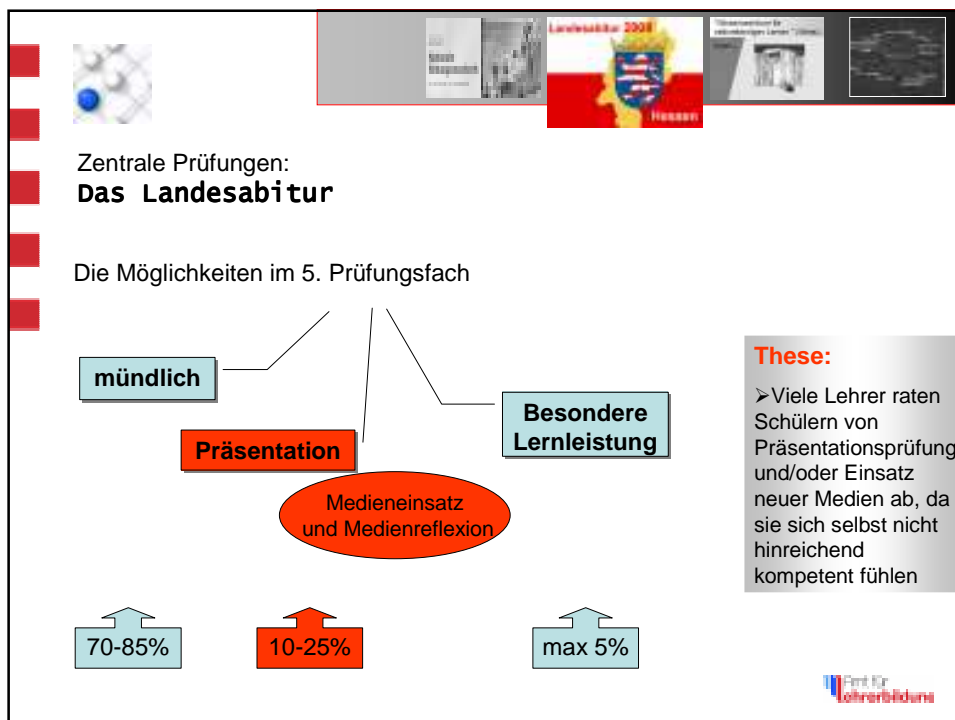 Landesabitur 2008
Hessen
Zentrale Prüfungen:
Das Landesabitur
Die Möglichkeiten im 5. Prüfungsfach
mündlich
Präsentation
Besondere
Lernleistung
Medieneinsatz
und Medienreflexion
These:
➢Viele Lehrer raten
Schülern von
Präsentationsprüfung
und/oder Einsatz
neuer Medien ab, da
sie sich selbst nicht
hinreichend
kompetent fühlen
70-85%
10-25%
max 5%
Amt für
Lehrerbildung